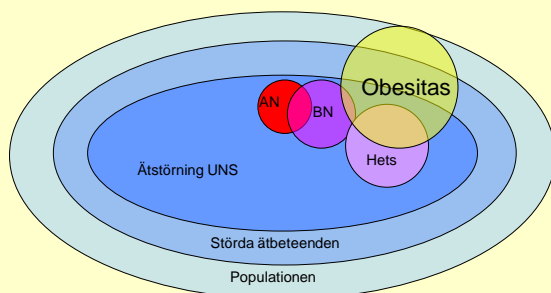 Obesitas
AN
BN
Hets
Ätstörning UNS
Störda ätbeteenden
Populationen